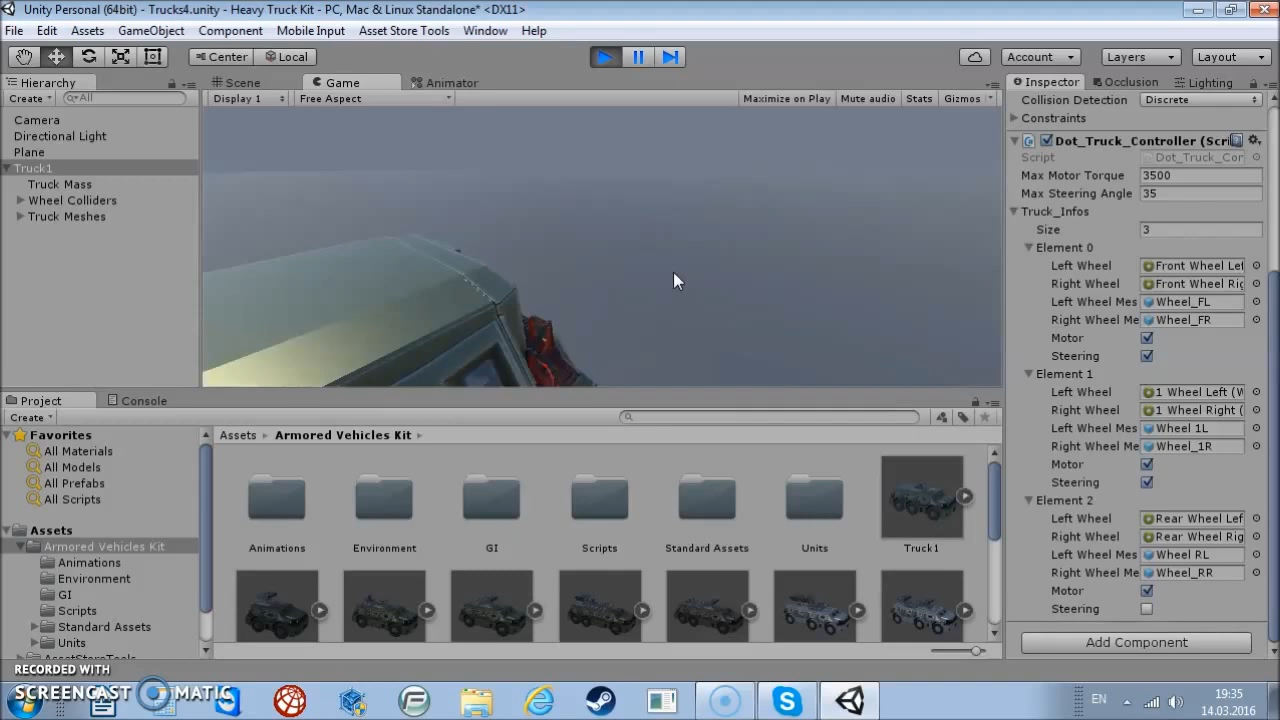 Unity Personal (64bit) - Trucks4.unity - Heavy Truck Kit - PC, Mac & Linux Standalone* <DX11>
File Edit Assets GameObject Component Mobile Input Asset Store Tools Window Help
Center Local Account Layers Layout
Hierarchy Scene Game Animator Inspector Occlusion Lighting
Create All Display 1 Free Aspect Maximize on Play Mute audio Stats Gizmos Collision Detection Discrete
Constraints
Camera
Directional Light
Plane
Truck1
Truck Mass
Wheel Colliders
Truck Meshes
Dot_Truck_Controller (Scri
Script Dot_Truck_Cor
Max Motor Torque 3500
Max Steering Angle 35
Truck_Infos
Size 3
Element 0
Left Wheel Front Wheel Lef
Right Wheel Front Wheel Rig
Left Wheel Mes Wheel_FL
Right Wheel Me Wheel_FR
Motor
Steering
Element 1
Left Wheel 1 Wheel Left (W
Right Wheel 1 Wheel Right (
Left Wheel Mes Wheel 1L
Right Wheel Me Wheel_1R
Motor
Steering
Element 2
Left Wheel Rear Wheel Left
Right Wheel Rear Wheel Rig
Left Wheel Mes Wheel RL
Right Wheel Me Wheel_RR
Motor
Steering
Add Component
Project Console
Create
Favorites
All Materials
All Models
All Prefabs
All Scripts
Assets
Armored Vehicles Kit
Animations
Environment
GI
Scripts
Standard Assets
Units
AssetStoreTools
Assets Armored Vehicles Kit
Animations Environment GI Scripts Standard Assets Units Truck1
RECORDED WITH
SCREENCAST MATIC
EN 19:35
14.03.2016